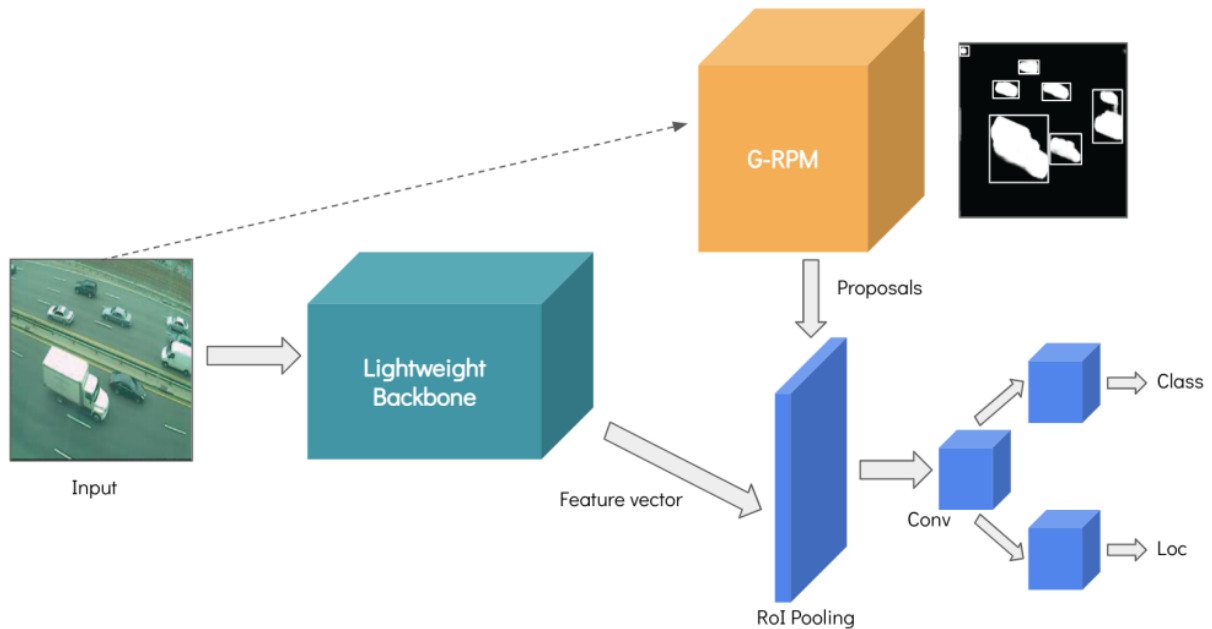 G-RPM
Proposals
Lightweight
Backbone
Class
Input
Feature vector
Conv
Loc
RoI Pooling